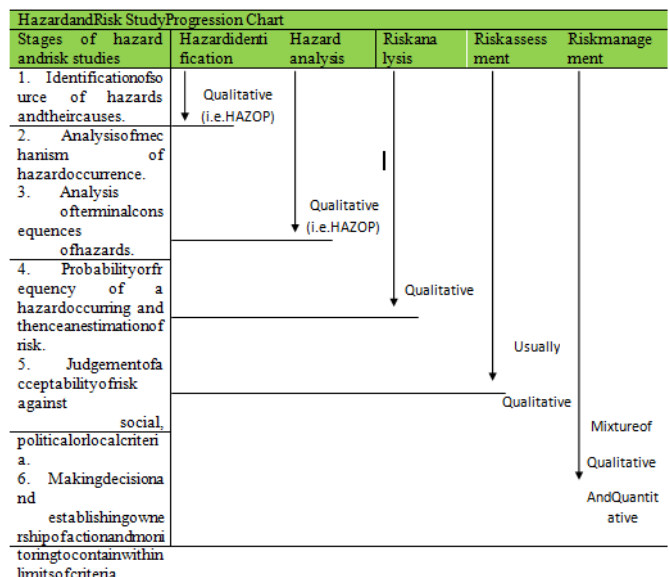 HazardandRisk StudyProgression Chart
Stages of hazard
andrisk studies
Hazardidenti
fication
Hazard
analysis
Riskana
lysis
Riskassess
ment
Riskmanage
ment
1. Identificationofso
urce of hazards
andtheircauses.
2. Analysisofmec
hanism of
hazardoccurrence.
3. Analysis
ofterminalcons
equences
ofhazards.
4. Probabilityorfr
equency of a
hazardoccurring and
thenceanestimationof
risk.
5. Judgementofa
cceptabilityofrisk
against
social,
politicalorlocalcriteri
a.
6. Makingdecisiona
nd
establishingowne
rshipofactionandmoni
toringtocontainwithin
limitsofcriteria
Qualitative
(i.e.HAZOP)
Qualitative
(i.e.HAZOP)
Qualitative
Usually
Qualitative
Mixtureof
Qualitative
AndQuantit
ative